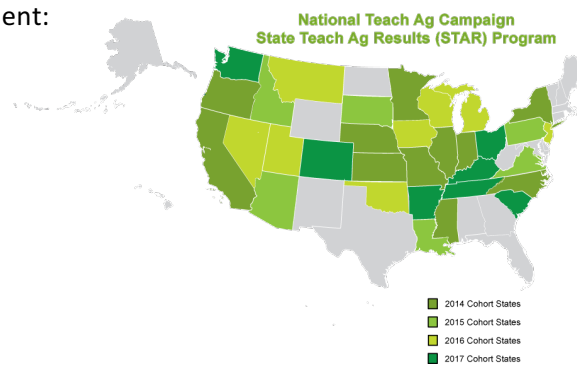 ent:
National Teach Ag Campaign
State Teach Ag Results (STAR) Program
2014 Cohort States
2015 Cohort States
2016 Cohort States
2017 Cohort States